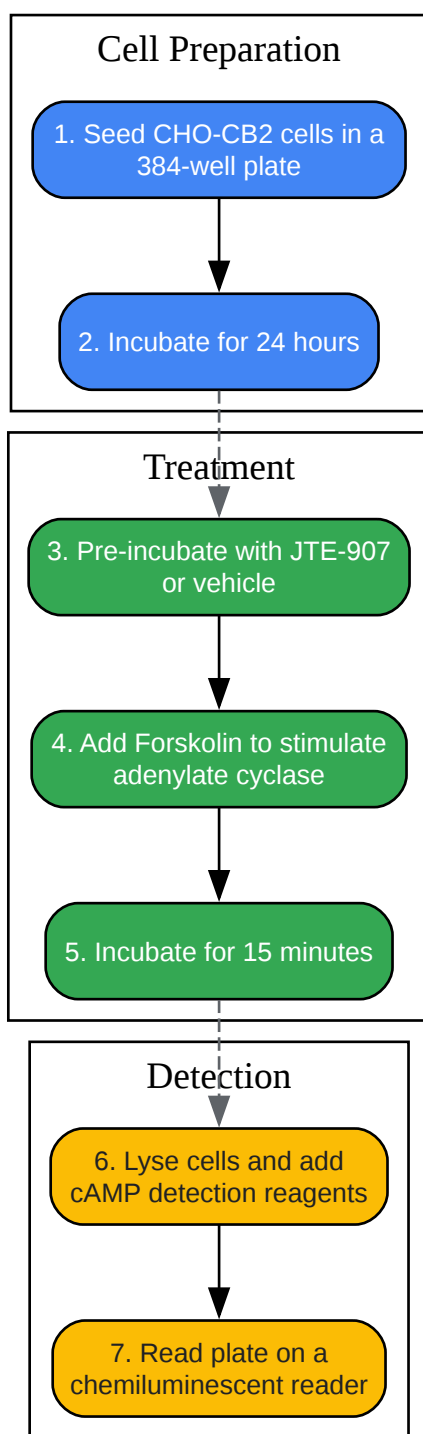 Cell Preparation
1. Seed CHO-CB2 cells in a
384-well plate
2. Incubate for 24 hours
Treatment
3. Pre-incubate with JTE-907
or vehicle
4. Add Forskolin to stimulate
adenylate cyclase
5. Incubate for 15 minutes
Detection
6. Lyse cells and add
cAMP detection reagents
7. Read plate on a
chemiluminescent reader